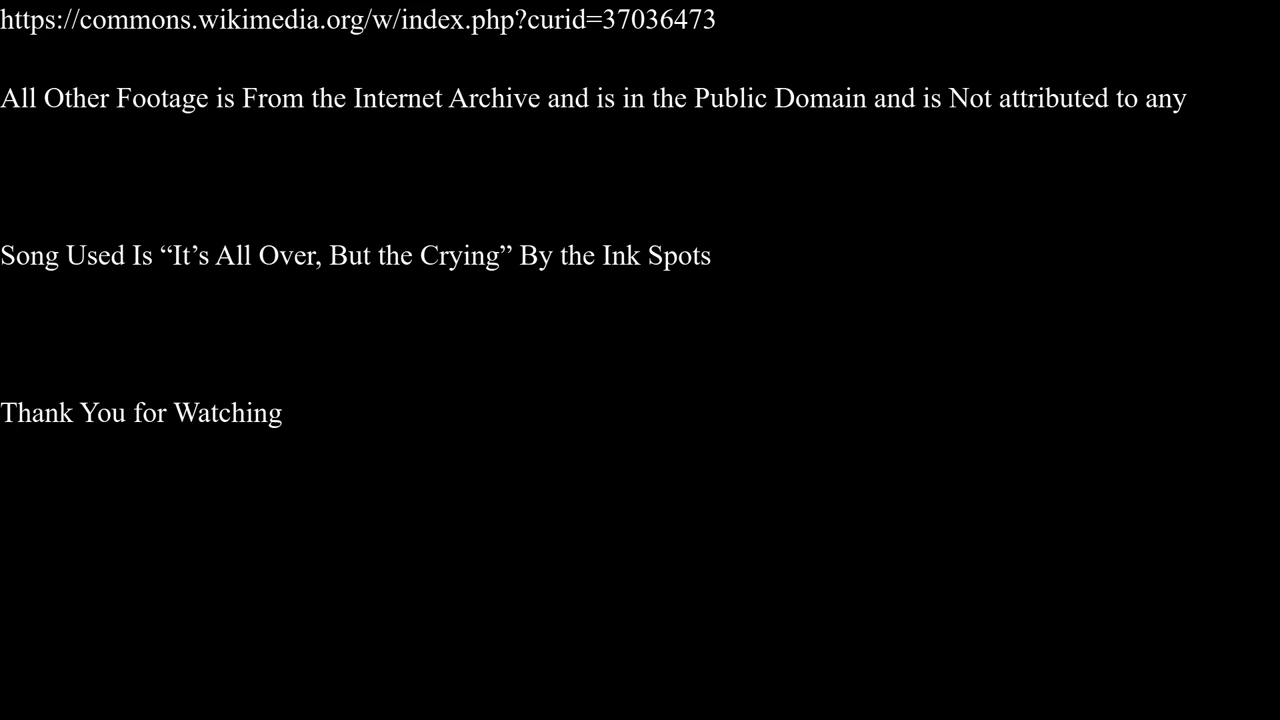 https://commons.wikimedia.org/w/index.php?curid=37036473
All Other Footage is From the Internet Archive and is in the Public Domain and is Not attributed to any
Song Used Is “It’s All Over, But the Crying” By the Ink Spots
Thank You for Watching